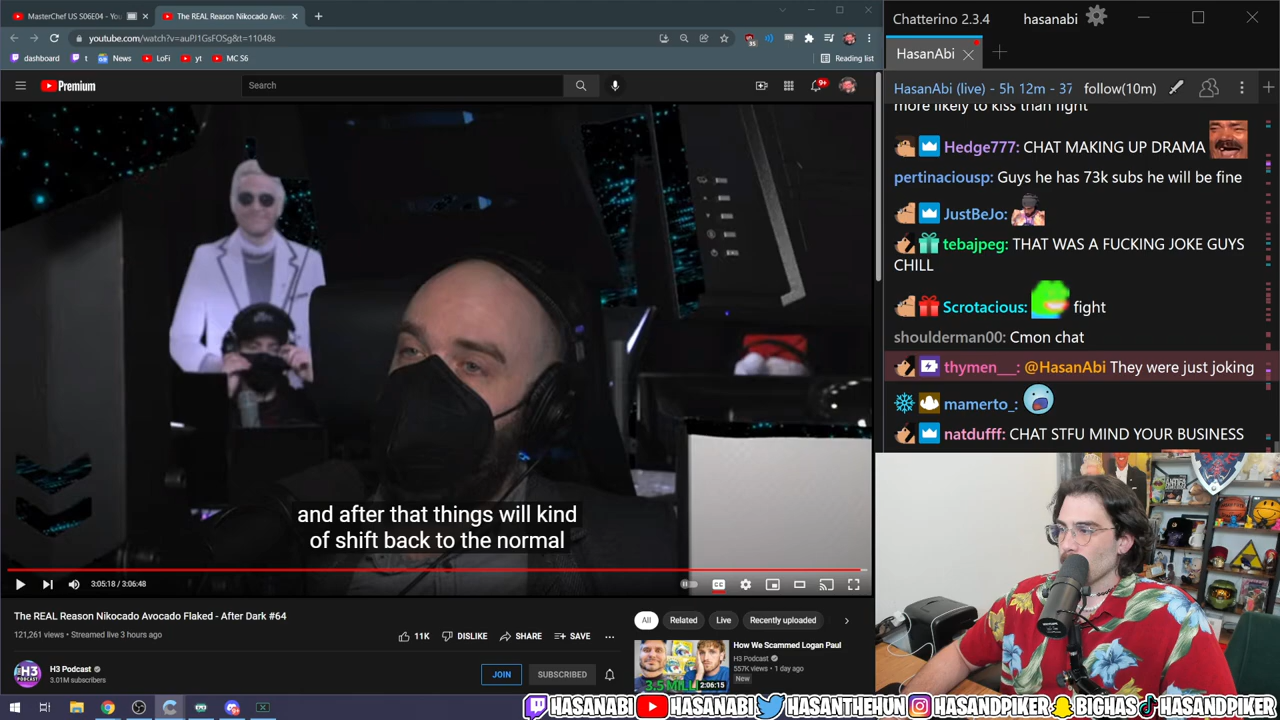 MasterChef US S06E04 - You
The REAL Reason Nikocado Avoc
youtube.com/watch?v=auPJ1GsFOSg&t=11048s
dashboard
t
News
LoFi
yt
MC S6
Reading list
Premium
Search
9+
and after that things will kind
of shift back to the normal
3:05:18 / 3:06:48
The REAL Reason Nikocado Avocado Flaked - After Dark #64
121,261 views • Streamed live 3 hours ago
11K
DISLIKE
SHARE
SAVE
H3 Podcast
3.01M subscribers
JOIN
SUBSCRIBED
All
Related
Live
Recently uploaded
How We Scammed Logan Paul
H3 Podcast
557K views • 1 day ago
New
3.5 MILL
2:06:15
Chatterino 2.3.4
hasanabi
HasanAbi
HasanAbi (live) - 5h 12m - 37
follow(10m)
more likely to kiss than fight
Hedge777: CHAT MAKING UP DRAMA
pertinaciousp: Guys he has 73k subs he will be fine
JustBeJo:
tebajpeg: THAT WAS A FUCKING JOKE GUYS
CHILL
Scrotacious: fight
shoulderman00: Cmon chat
thymen___: @HasanAbi They were just joking
mamerto_:
natdufff: CHAT STFU MIND YOUR BUSINESS
HASANABI HASANABI HASANTHEHUN HASANDPIKER BIGHAS HASANDPIKER